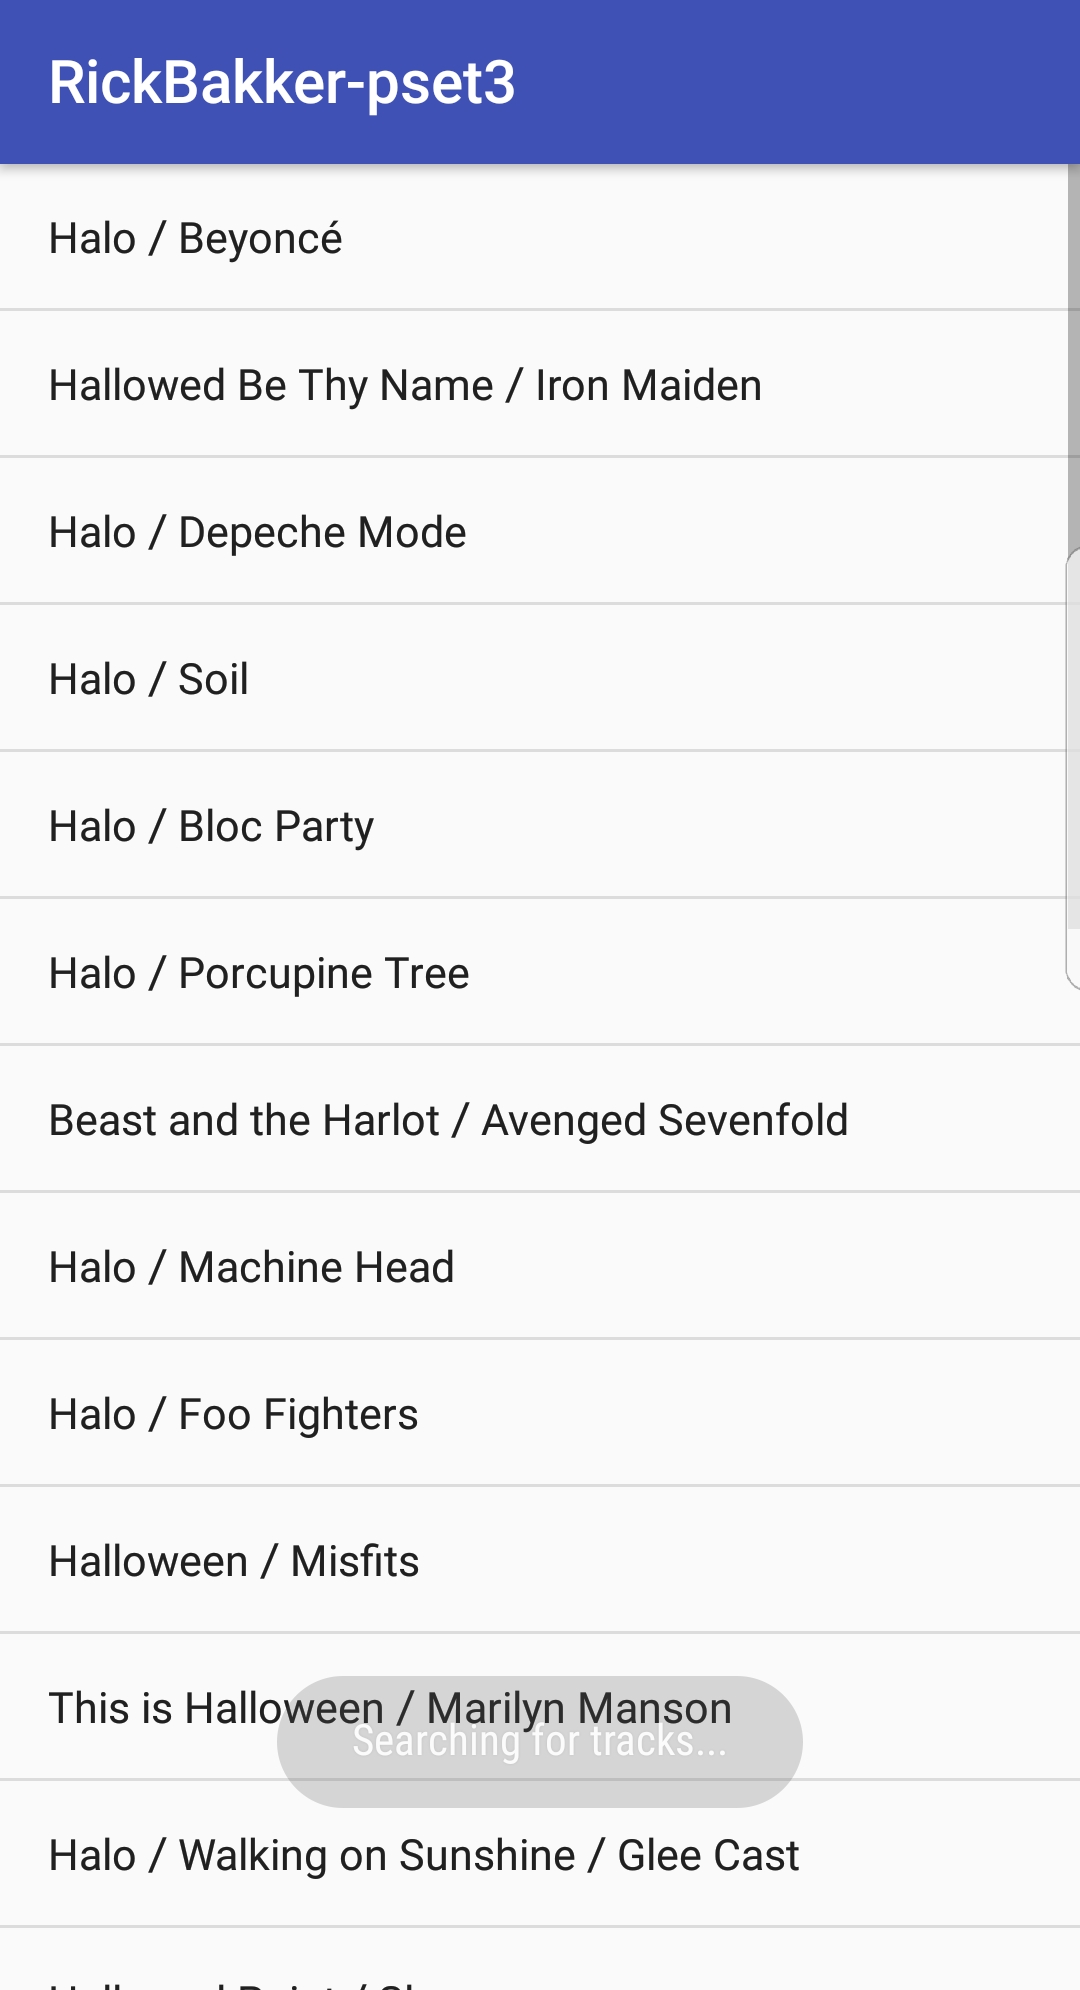 RickBakker-pset3
Halo / Beyoncé
Hallowed Be Thy Name / Iron Maiden
Halo / Depeche Mode
Halo / Soil
Halo / Bloc Party
Halo / Porcupine Tree
Beast and the Harlot / Avenged Sevenfold
Halo / Machine Head
Halo / Foo Fighters
Halloween / Misfits
This is Halloween / Marilyn Manson
Searching for tracks...
Halo / Walking on Sunshine / Glee Cast